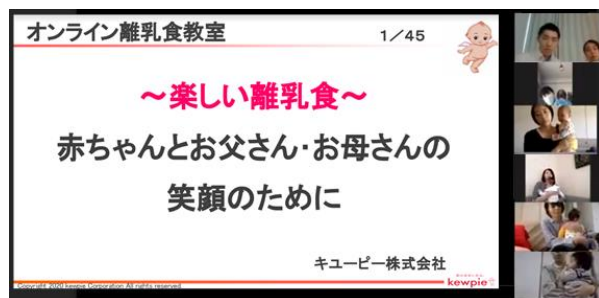 オンライン離乳食教室
1／45
～楽しい離乳食～
赤ちゃんとお父さん・お母さんの
笑顔のために
キユーピー株式会社
kewpie
Copyright 2020 kewpie Corporation All rights reserved